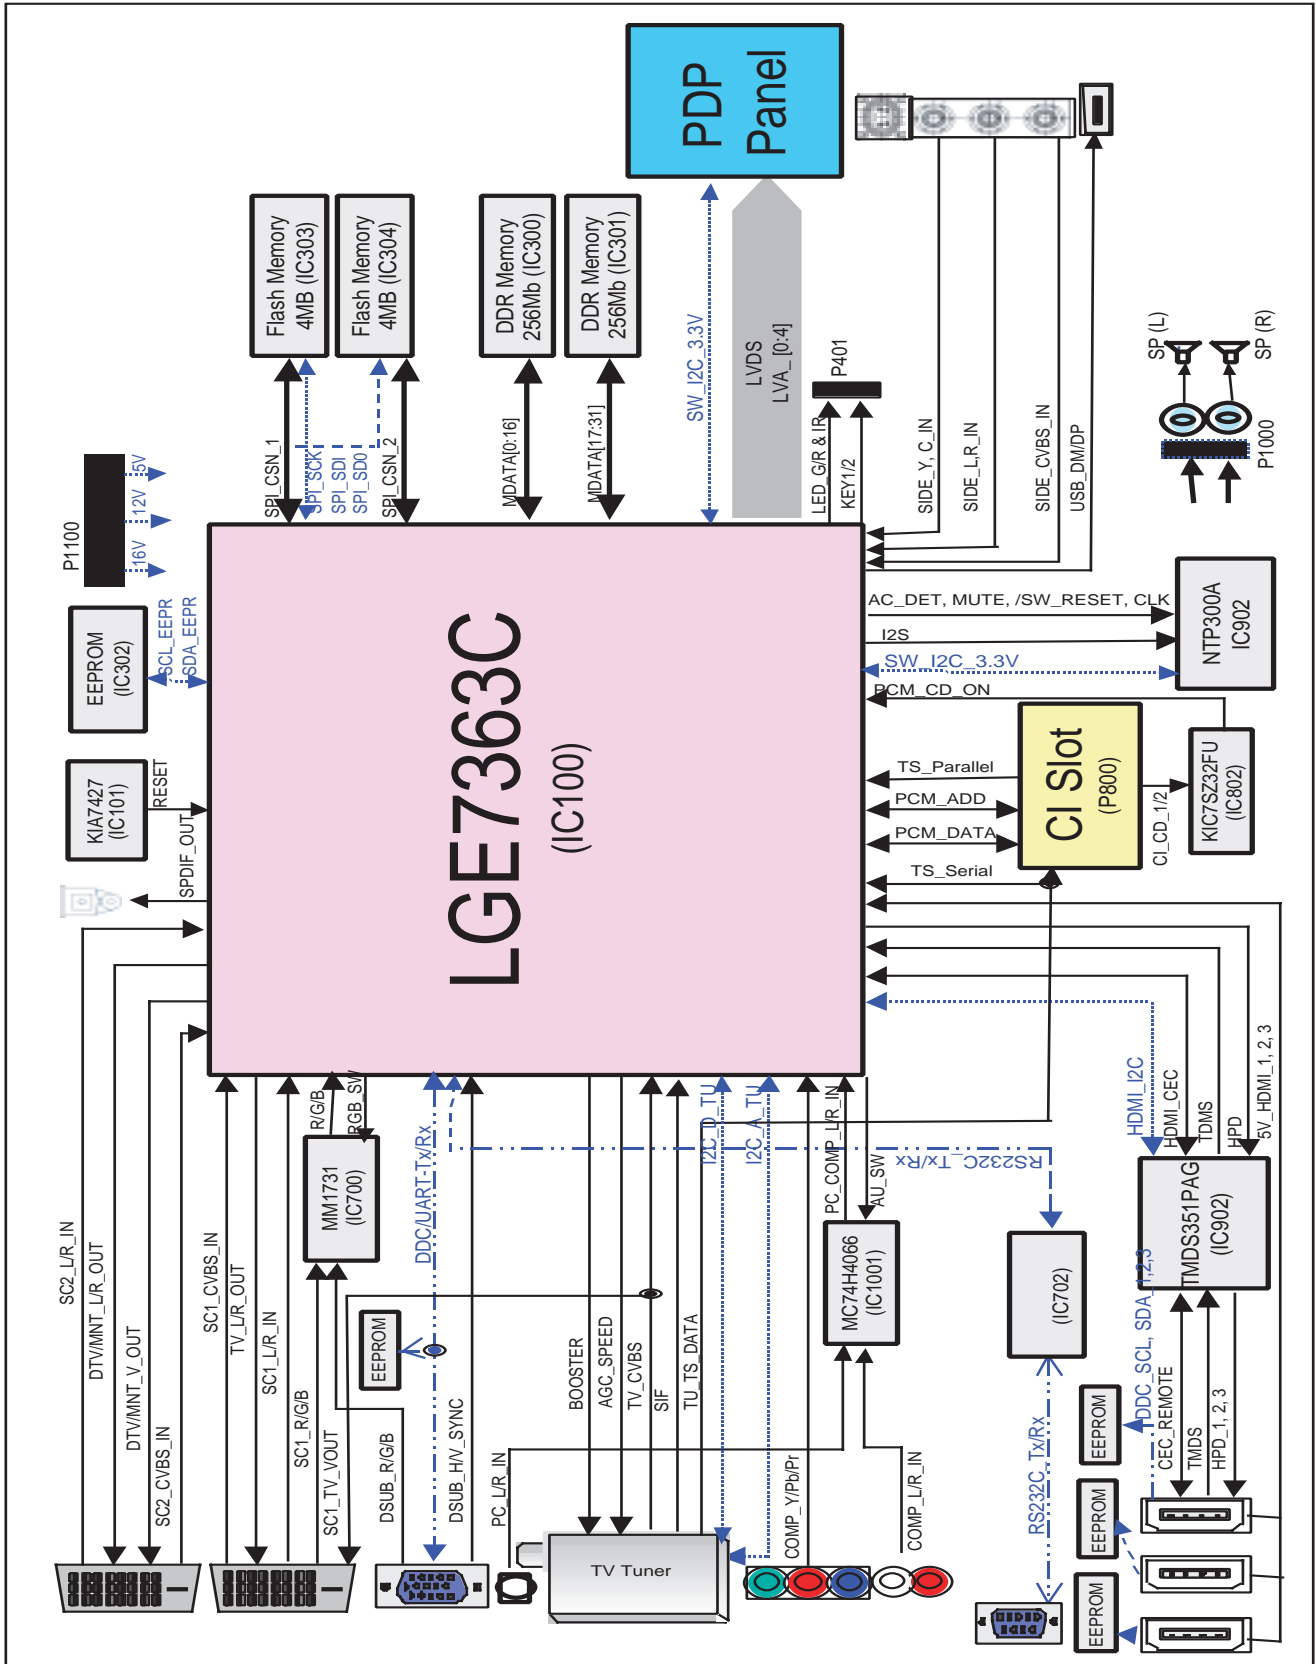 PDP
Panel
Flash Memory
4MB (IC303)
Flash Memory
4MB (IC304)
DDR Memory
256Mb (IC300)
DDR Memory
256Mb (IC301)
SPI_CSN_1
SPI_SCK
SPI_SDI
SPI_SD0
SPI_CSN_2
MDATA[0:16]
MDATA[17:31]
SW_I2C_3.3V
LVDS
LVA_ [0:4]
P401
LED_G/R & IR
KEY1/2
SIDE_Y, C_IN
SIDE_L,R_IN
SIDE_CVBS_IN
USB_DM/DP
SP (L)
SP (R)
P1000
P1100
16V
12V
5V
EEPROM
(IC302)
SCL_EEPR
SDA_EEPR
KIA7427
(IC101)
RESET
SPDIF_OUT
LGE7363C
(IC100)
AC_DET, MUTE, /SW_RESET, CLK
I2S
SW_I2C_3.3V
NTP300A
IC902
PCM_CD_ON
TS_Parallel
PCM_ADD
PCM_DATA
TS_Serial
CI Slot
(P800)
CI_CD_1/2
KIC7SZ32FU
(IC802)
SC2_L/R_IN
DTV/MNT_L/R_OUT
DTV/MNT_V_OUT
SC2_CVBS_IN
SC1_CVBS_IN
TV_L/R_OUT
SC1_L/R_IN
SC1_R/G/B
SC1_TV_VOUT
R/G/B
RGB_SW
MM1731
(IC700)
DDC/UART-Tx/Rx
EEPROM
DSUB_R/G/B
DSUB_H/V_SYNC
PC_L/R_IN
BOOSTER
AGC_SPEED
TV_CVBS
SIF
TU_TS_DATA
I2C_D_TU
I2C_A_TU
TV Tuner
COMP_Y/Pb/Pr
COMP_L/R_IN
PC_COMP_L/R_IN
AU_SW
MC74H4066
(IC1001)
RS232C_Tx/Rx
(IC702)
RS232C_Tx/Rx
HDMI_I2C
HDMI_CEC
TDMS
HPD
5V_HDMI_1, 2, 3
TMDS351PAG
(IC902)
DDC_SCL, SDA_1,2,3
CEC_REMOTE
TMDS
HPD_1, 2, 3
EEPROM
EEPROM
EEPROM